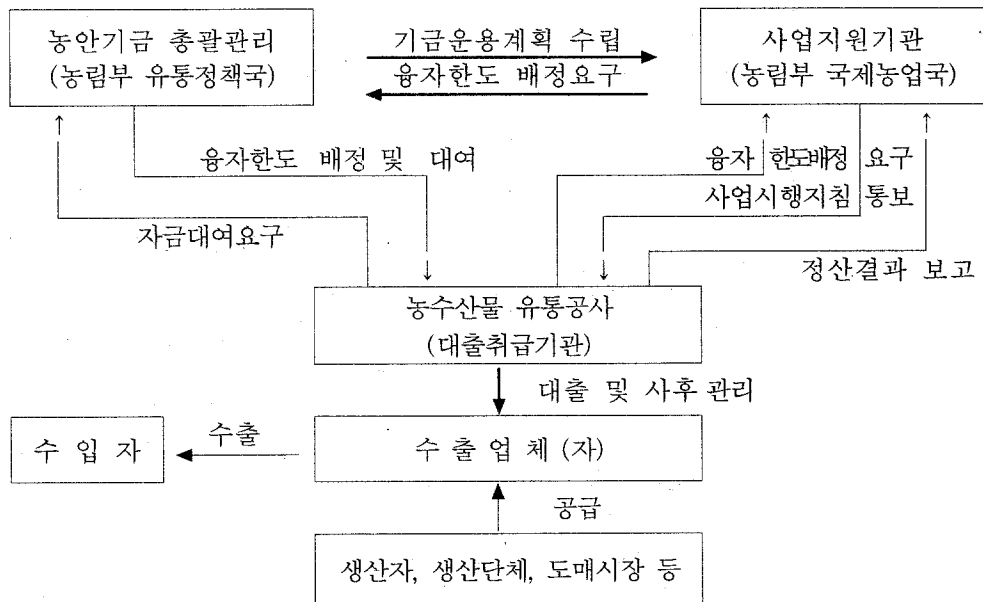 농안기금 총괄관리
(농림부 유통정책국)
기금운용계획 수립
융자한도 배정요구
사업지원기관
(농림부 국제농업국)
융자한도 배정 및 대여
융자 한도배정 요구
사업시행지침 통보
자금대여요구
정산결과 보고
농수산물 유통공사
(대출취급기관)
대출 및 사후 관리
수 입 자
수출
수 출 업 체 (자)
공급
생산자, 생산단체, 도매시장 등